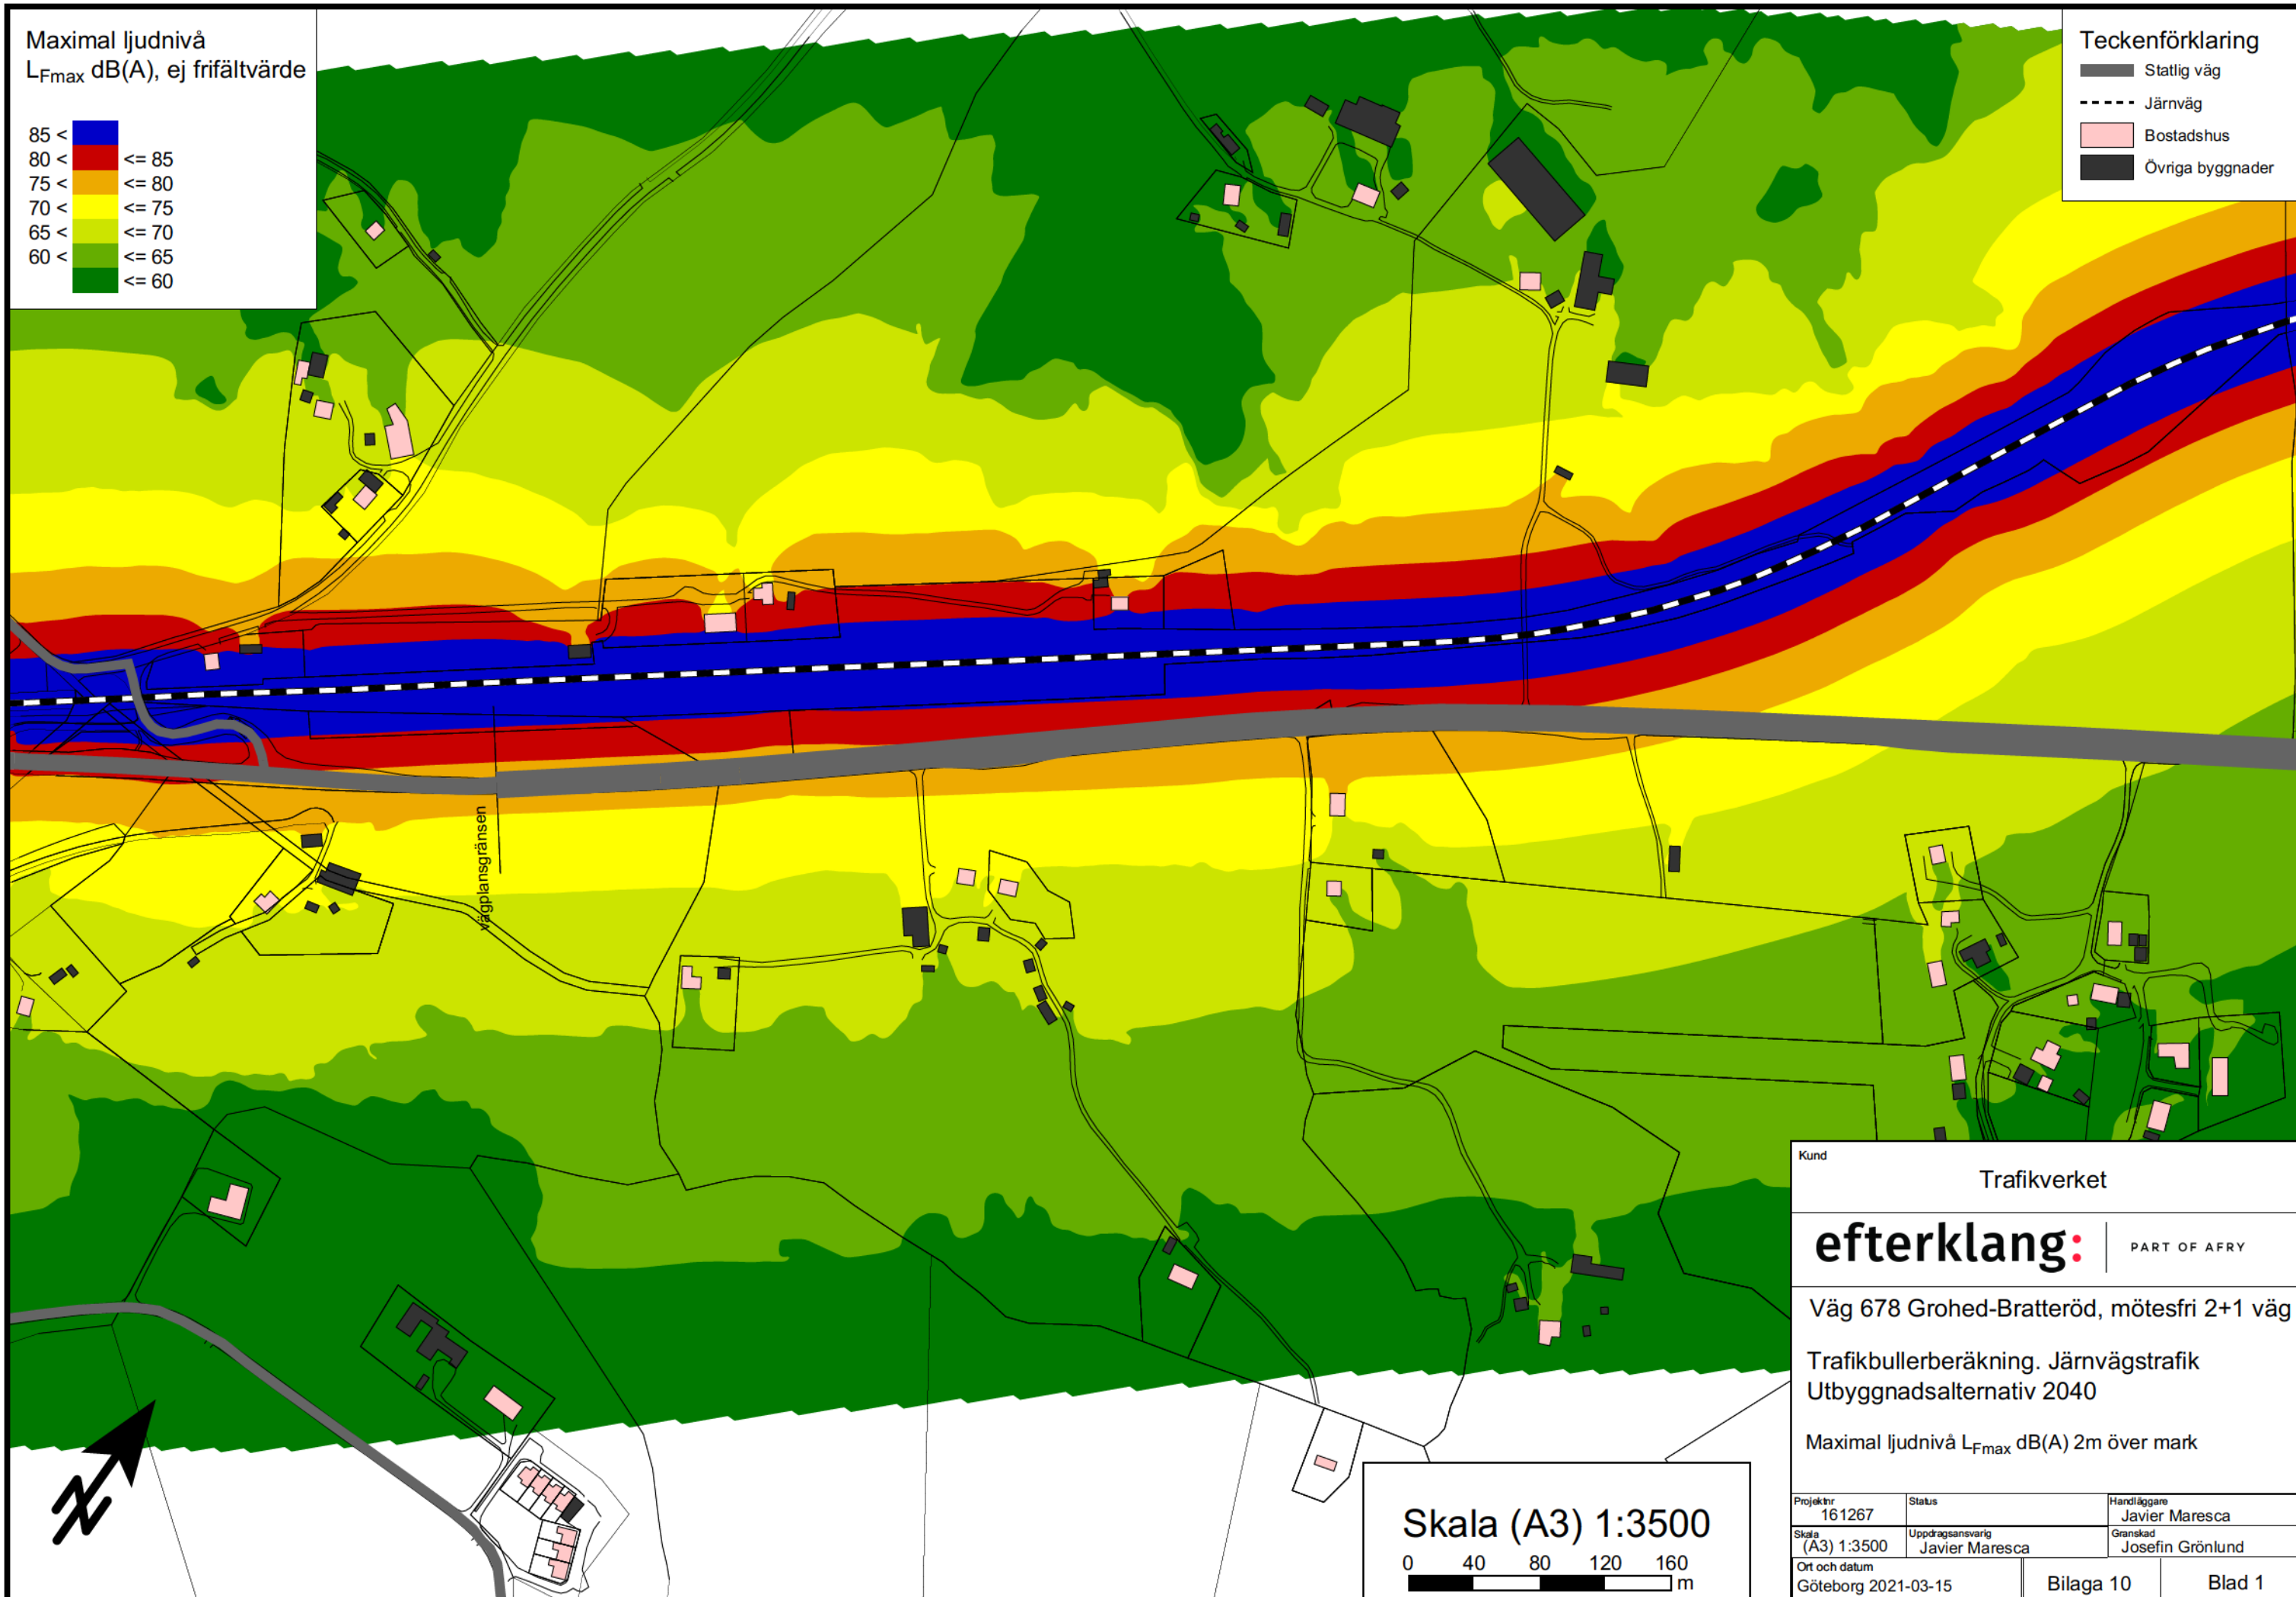 Maximal ljudnivå
LFmax dB(A), ej frifältvärde
85 <
80 < <= 85
75 < <= 80
70 < <= 75
65 < <= 70
60 < <= 65
<= 60
Teckenförklaring
Statlig väg
Järnväg
Bostadshus
Övriga byggnader
vägplansgränsen
N
Skala (A3) 1:3500
0 40 80 120 160
m
Kund
Trafikverket
efterklang: PART OF AFRY
Väg 678 Grohed-Bratteröd, mötesfri 2+1 väg
Trafikbullerberäkning. Järnvägstrafik
Utbyggnadsalternativ 2040
Maximal ljudnivå LFmax dB(A) 2m över mark
Projektnr Status Handläggare
161267 Javier Maresca
Skala Uppdragsansvarig Granskad
(A3) 1:3500 Javier Maresca Josefin Grönlund
Ort och datum
Göteborg 2021-03-15 Bilaga 10 Blad 1